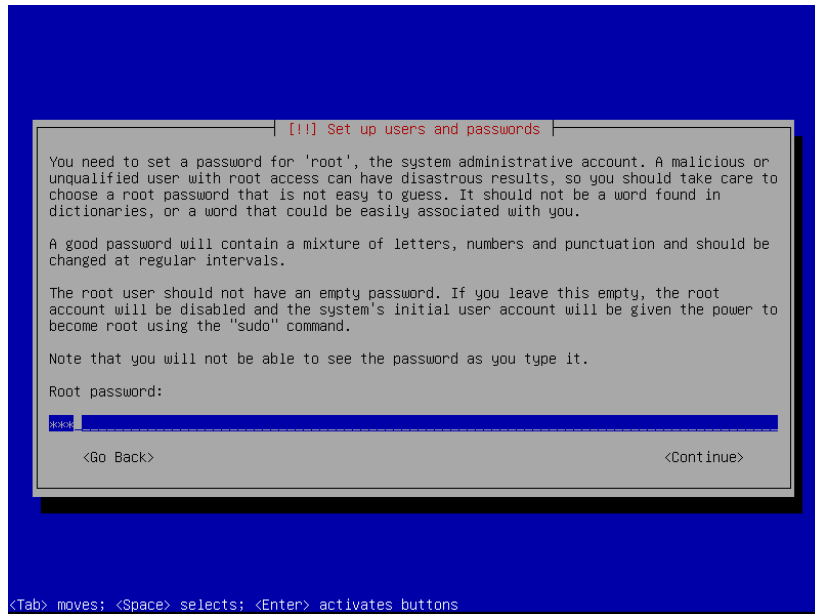 [!!] Set up users and passwords
You need to set a password for 'root', the system administrative account. A malicious or
unqualified user with root access can have disastrous results, so you should take care to
choose a root password that is not easy to guess. It should not be a word found in
dictionaries, or a word that could be easily associated with you.
A good password will contain a mixture of letters, numbers and punctuation and should be
changed at regular intervals.
The root user should not have an empty password. If you leave this empty, the root
account will be disabled and the system's initial user account will be given the power to
become root using the "sudo" command.
Note that you will not be able to see the password as you type it.
Root password:
***
<Go Back> <Continue>
<Tab> moves; <Space> selects; <Enter> activates buttons